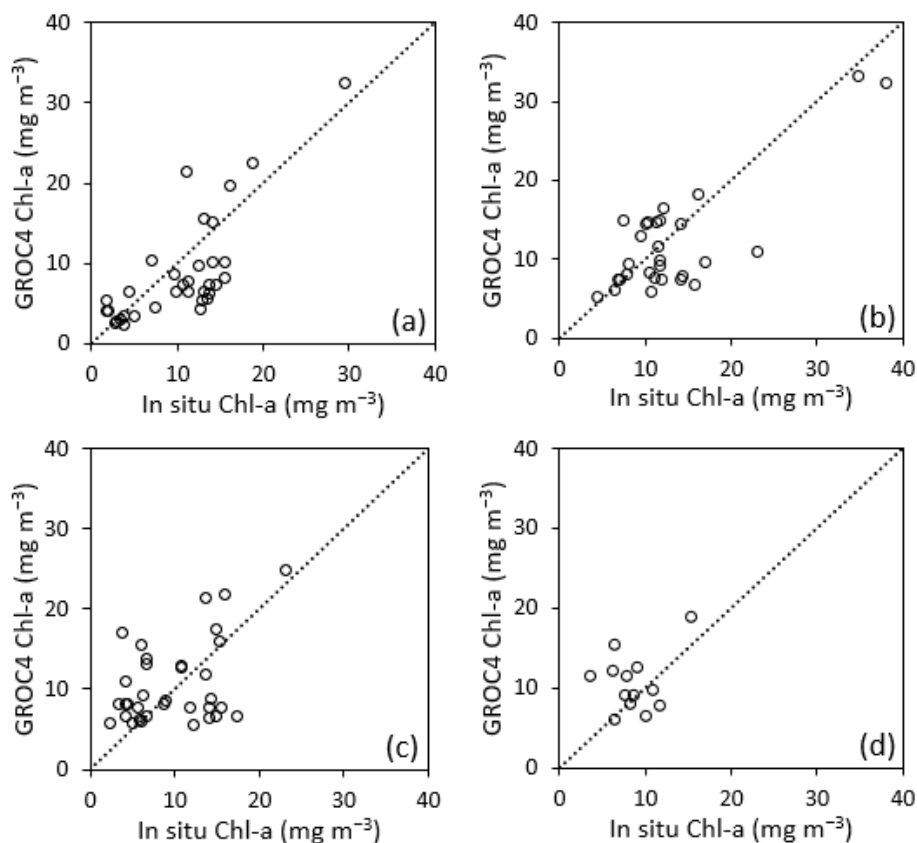 GROC4 Chl-a (mg m⁻³)
40
30
20
10
0
(a)
0 10 20 30 40
In situ Chl-a (mg m⁻³)
GROC4 Chl-a (mg m⁻³)
40
30
20
10
0
(b)
0 10 20 30 40
In situ Chl-a (mg m⁻³)
GROC4 Chl-a (mg m⁻³)
40
30
20
10
0
(c)
0 10 20 30 40
In situ Chl-a (mg m⁻³)
GROC4 Chl-a (mg m⁻³)
40
30
20
10
0
(d)
0 10 20 30 40
In situ Chl-a (mg m⁻³)